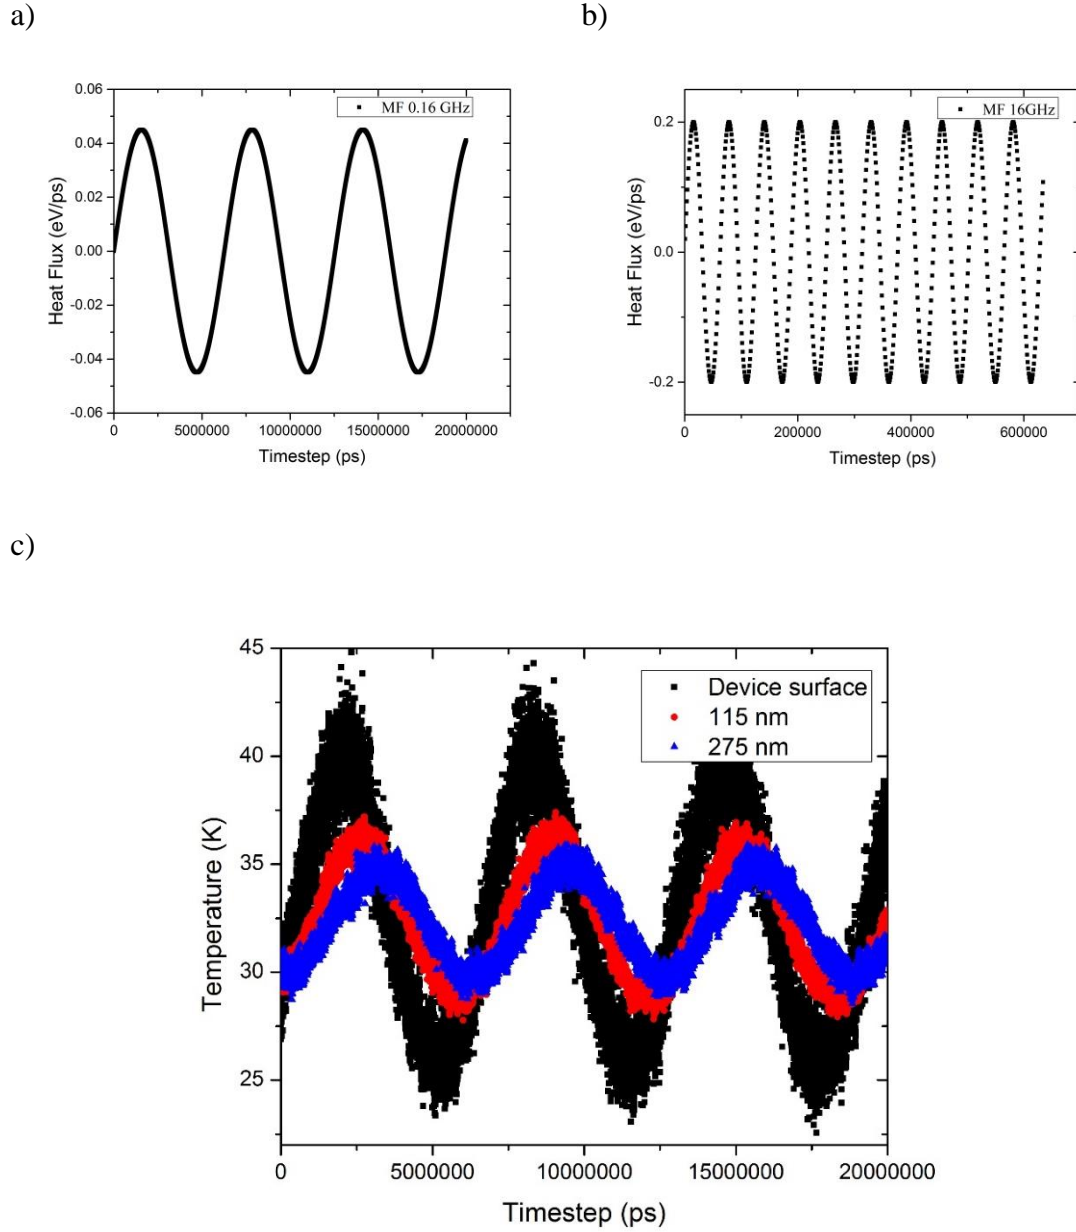 a)
b)
0.06
0.04
0.02
0.00
-0.02
-0.04
-0.06
Heat Flux (eV/ps)
MF 0.16 GHz
0 5000000 10000000 15000000 20000000
Timestep (ps)
0.2
0.0
-0.2
Heat Flux (eV/ps)
MF 16GHz
0 200000 400000 600000
Timestep (ps)
c)
45
40
35
30
25
Temperature (K)
Device surface
115 nm
275 nm
0 5000000 10000000 15000000 20000000
Timestep (ps)